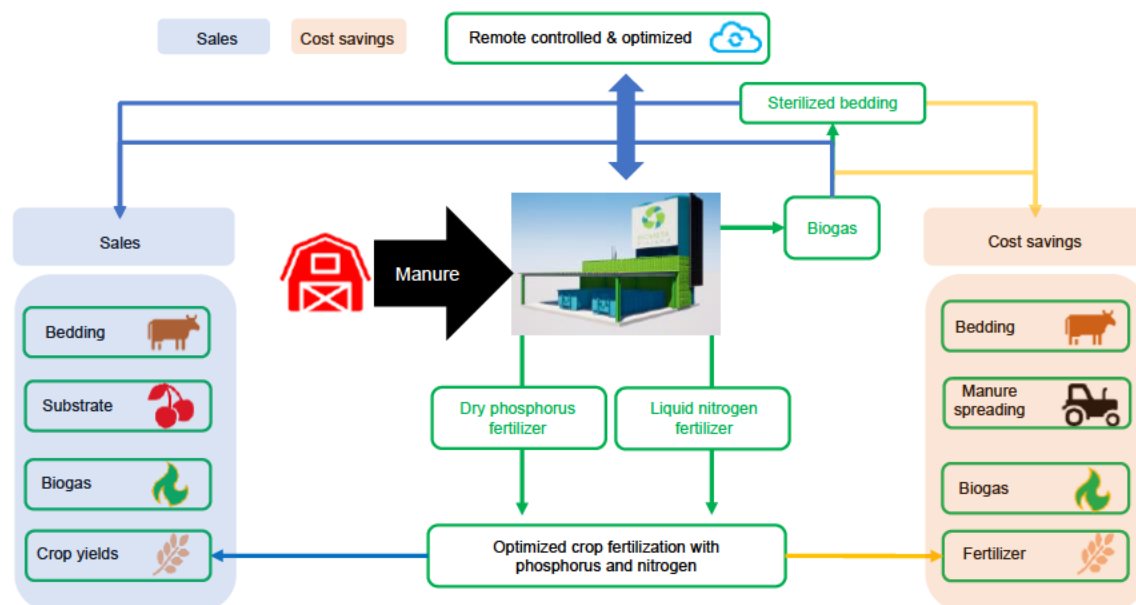 Sales
Cost savings
Remote controlled & optimized
Sterilized bedding
Sales
Manure
Biogas
Cost savings
Bedding
Substrate
Biogas
Crop yields
Dry phosphorus
fertilizer
Liquid nitrogen
fertilizer
Optimized crop fertilization with
phosphorus and nitrogen
Bedding
Manure
spreading
Biogas
Fertilizer